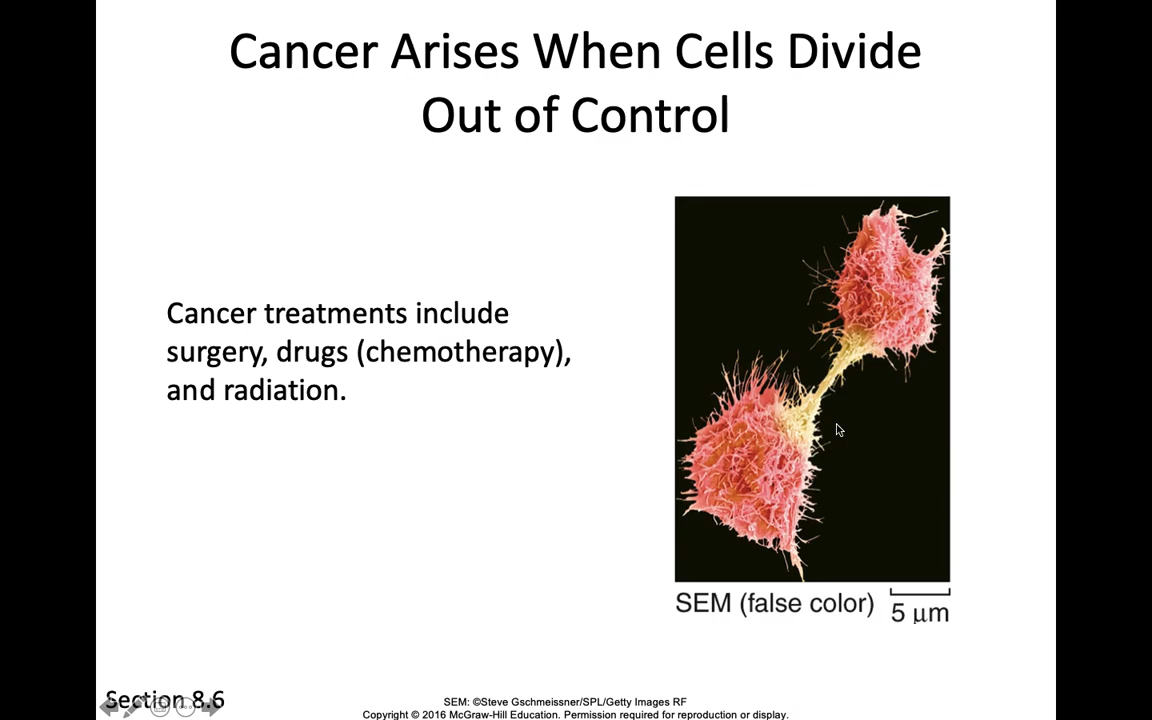 Cancer Arises When Cells Divide
Out of Control
Cancer treatments include
surgery, drugs (chemotherapy),
and radiation.
SEM (false color)
5 μm
Section 8.6
SEM: ©Steve Gschmeissner/SPL/Getty Images RF
Copyright © 2016 McGraw-Hill Education. Permission required for reproduction or display.